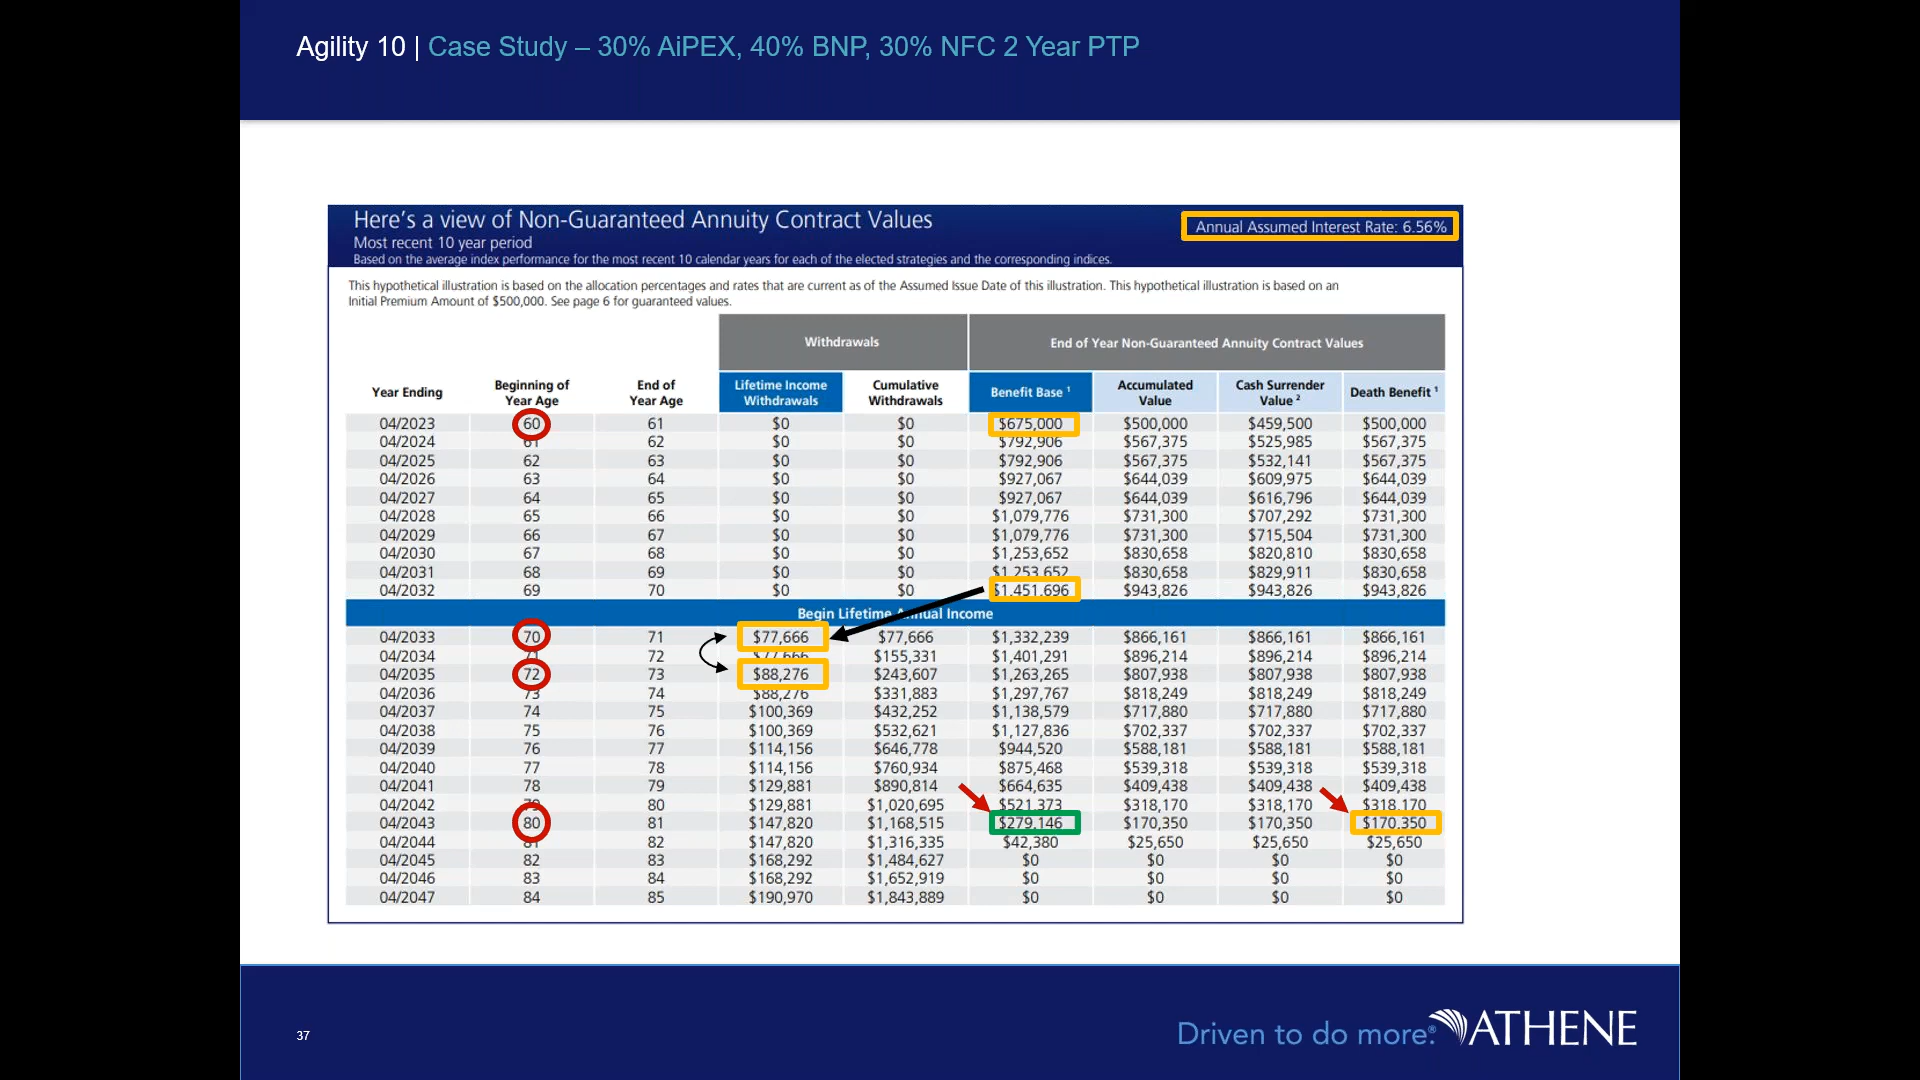 Agility 10 | Case Study – 30% AiPEX, 40% BNP, 30% NFC 2 Year PTP
Here's a view of Non-Guaranteed Annuity Contract Values
Annual Assumed Interest Rate: 6.56%
Most recent 10 year period
Based on the average index performance for the most recent 10 calendar years for each of the elected strategies and the corresponding indices.
This hypothetical illustration is based on the allocation percentages and rates that are current as of the Assumed Issue Date of this illustration. This hypothetical illustration is based on an
Initial Premium Amount of $500,000. See page 6 for guaranteed values.
Withdrawals
End of Year Non-Guaranteed Annuity Contract Values
Year Ending
Beginning of
Year Age
End of
Year Age
Lifetime Income
Withdrawals
Cumulative
Withdrawals
Benefit Base 1
Accumulated
Value
Cash Surrender
Value 2
Death Benefit 1
04/2023 60 61 $0 $0 $675,000 $500,000 $459,500 $500,000
04/2024 61 62 $0 $0 $792,906 $567,375 $525,985 $567,375
04/2025 62 63 $0 $0 $792,906 $567,375 $532,141 $567,375
04/2026 63 64 $0 $0 $927,067 $644,039 $609,975 $644,039
04/2027 64 65 $0 $0 $927,067 $644,039 $616,796 $644,039
04/2028 65 66 $0 $0 $1,079,776 $731,300 $707,292 $731,300
04/2029 66 67 $0 $0 $1,079,776 $731,300 $715,504 $731,300
04/2030 67 68 $0 $0 $1,253,652 $830,658 $820,810 $830,658
04/2031 68 69 $0 $0 $1,253,652 $830,658 $829,911 $830,658
04/2032 69 70 $0 $0 $1,451,696 $943,826 $943,826 $943,826
Begin Lifetime Annual Income
04/2033 70 71 $77,666 $77,666 $1,332,239 $866,161 $866,161 $866,161
04/2034 71 72 $77,666 $155,331 $1,401,291 $896,214 $896,214 $896,214
04/2035 72 73 $88,276 $243,607 $1,263,265 $807,938 $807,938 $807,938
04/2036 73 74 $88,276 $331,883 $1,297,767 $818,249 $818,249 $818,249
04/2037 74 75 $100,369 $432,252 $1,138,579 $717,880 $717,880 $717,880
04/2038 75 76 $100,369 $532,621 $1,127,836 $702,337 $702,337 $702,337
04/2039 76 77 $114,156 $646,778 $944,520 $588,181 $588,181 $588,181
04/2040 77 78 $114,156 $760,934 $875,468 $539,318 $539,318 $539,318
04/2041 78 79 $129,881 $890,814 $664,635 $409,438 $409,438 $409,438
04/2042 79 80 $129,881 $1,020,695 $521,373 $318,170 $318,170 $318,170
04/2043 80 81 $147,820 $1,168,515 $279,146 $170,350 $170,350 $170,350
04/2044 81 82 $147,820 $1,316,335 $42,380 $25,650 $25,650 $25,650
04/2045 82 83 $168,292 $1,484,627 $0 $0 $0 $0
04/2046 83 84 $168,292 $1,652,919 $0 $0 $0 $0
04/2047 84 85 $190,970 $1,843,889 $0 $0 $0 $0
37
Driven to do more.® ATHENE